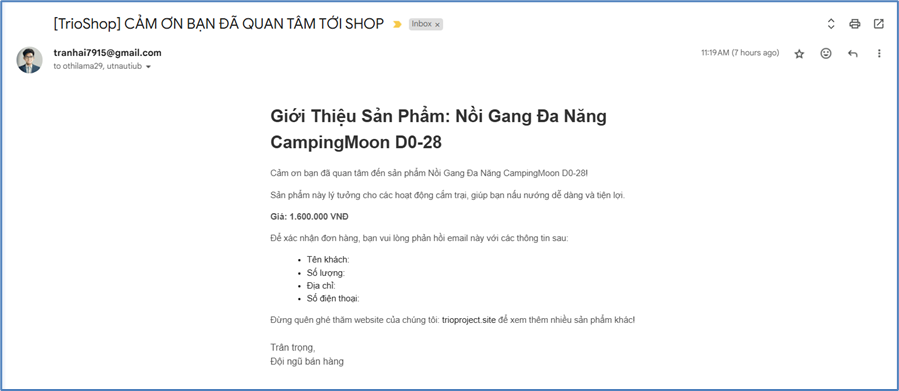 [TrioShop] CẢM ƠN BẠN ĐÃ QUAN TÂM TỚI SHOP Inbox x
tranhai7915@gmail.com 11:19 AM (7 hours ago)
to othilama29, utnautiub
Giới Thiệu Sản Phẩm: Nồi Gang Đa Năng
CampingMoon D0-28
Cảm ơn bạn đã quan tâm đến sản phẩm Nồi Gang Đa Năng CampingMoon D0-28!
Sản phẩm này lý tưởng cho các hoạt động cắm trại, giúp bạn nấu nướng dễ dàng và tiện lợi.
Giá: 1.600.000 VNĐ
Để xác nhận đơn hàng, bạn vui lòng phản hồi email này với các thông tin sau:
• Tên khách:
• Số lượng:
• Địa chỉ:
• Số điện thoại:
Đừng quên ghé thăm website của chúng tôi: trioproject.site để xem thêm nhiều sản phẩm khác!
Trân trọng,
Đội ngũ bán hàng